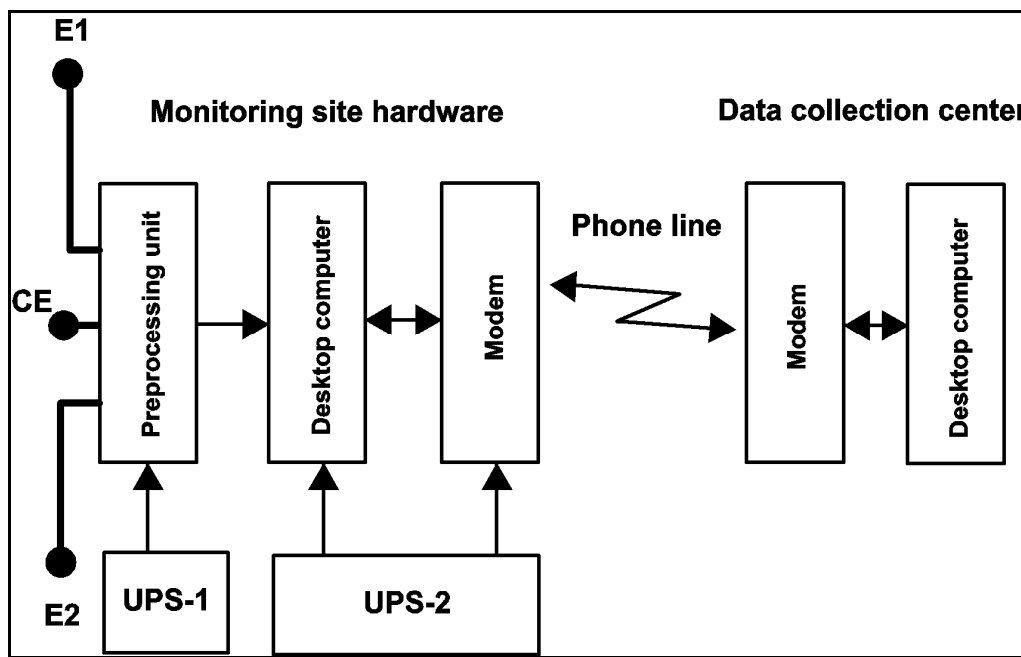 E1
Monitoring site hardware
Data collection center
Preprocessing unit
Desktop computer
Modem
Phone line
Modem
Desktop computer
CE
E2
UPS-1
UPS-2